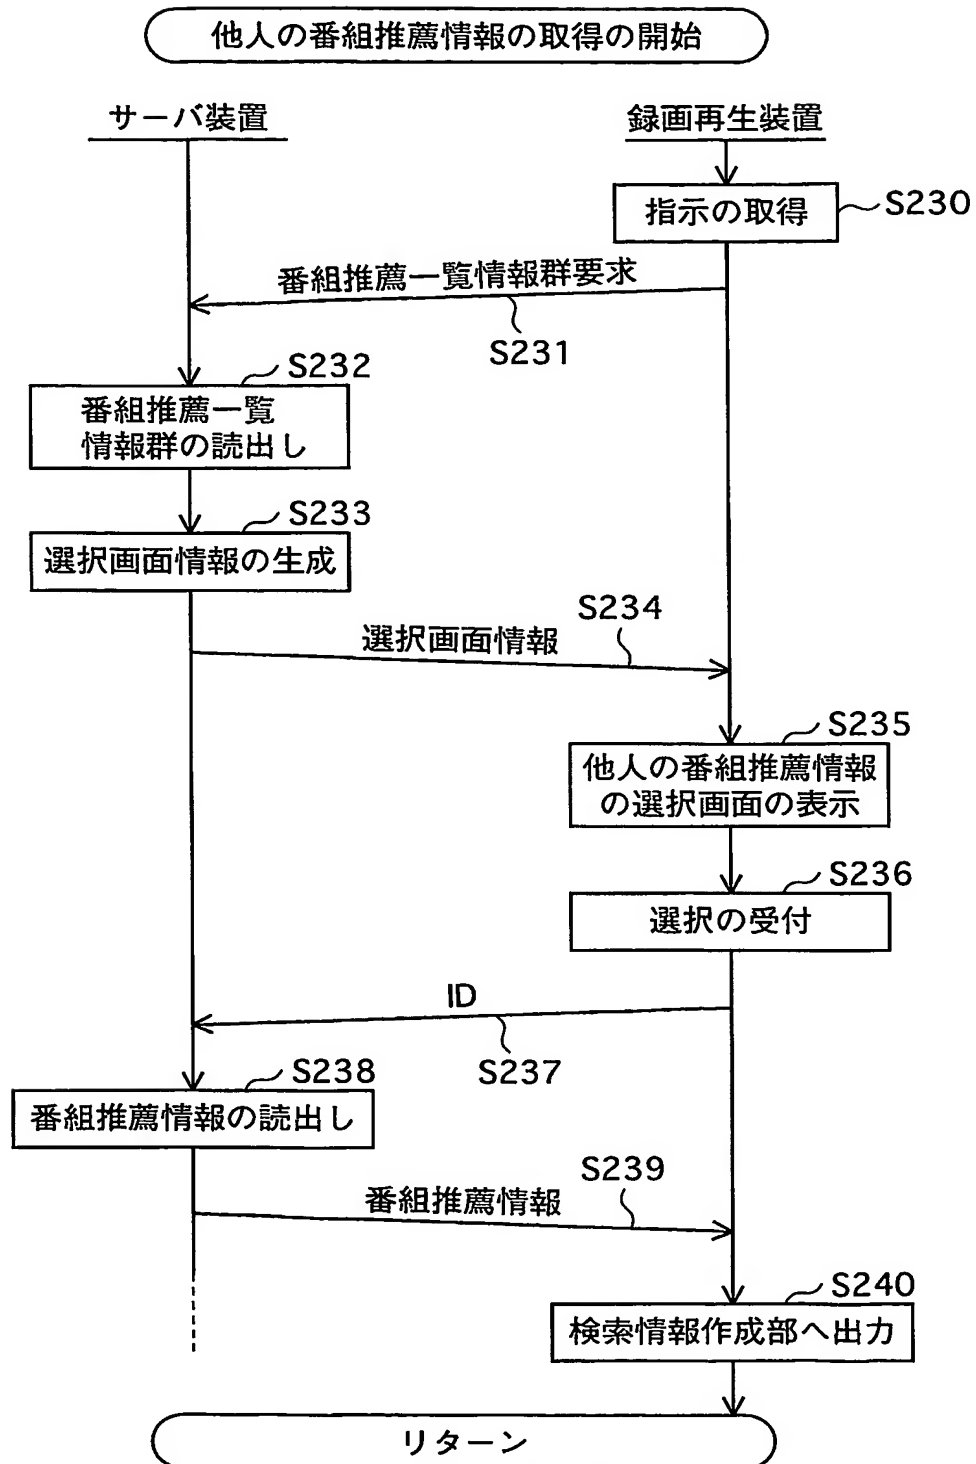 他人の番組推薦情報の取得の開始
サーバ装置
録画再生装置
指示の取得
S230
番組推薦一覧情報群要求
S231
S232
番組推薦一覧
情報群の読出し
S233
選択画面情報の生成
S234
選択画面情報
S235
他人の番組推薦情報
の選択画面の表示
S236
選択の受付
ID
S237
S238
番組推薦情報の読出し
S239
番組推薦情報
S240
検索情報作成部へ出力
リターン